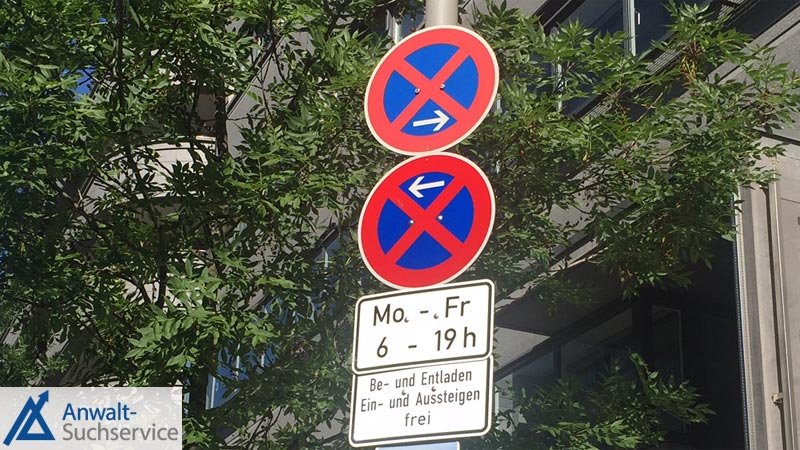 Mo. - Fr
6 - 19 h
Be- und Entladen
Ein- und Aussteigen
frei
Anwalt-
Suchservice